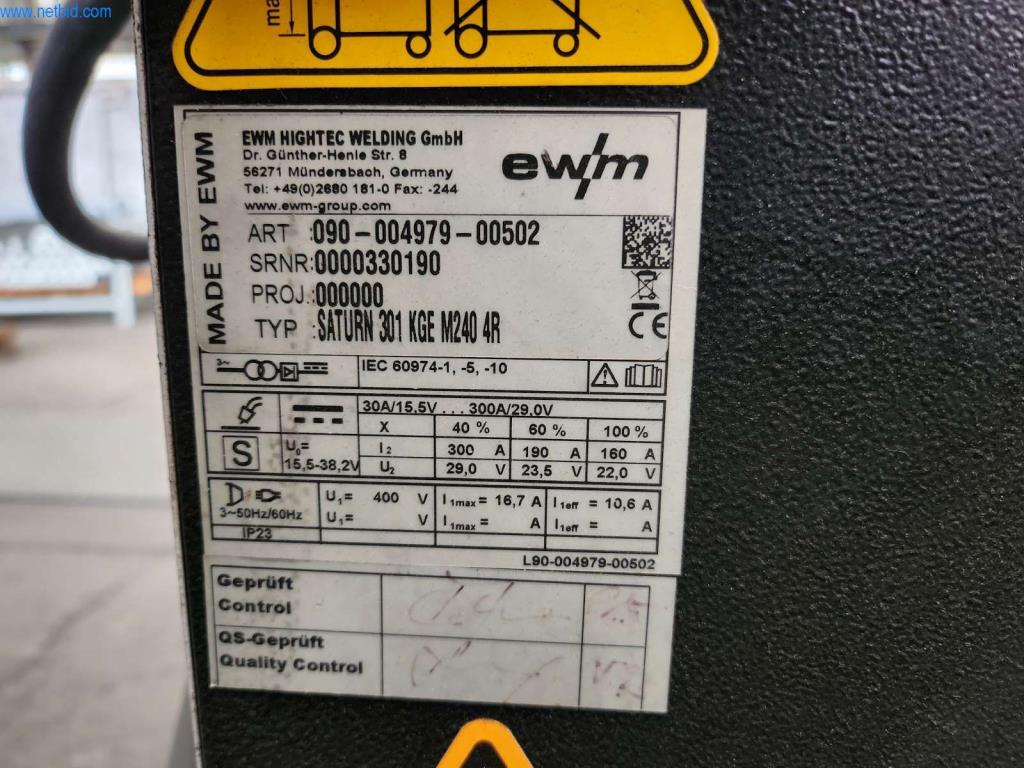 www.netbid.com
MADE BY EWM
EWM HIGHTEC WELDING GmbH
Dr. Günther-Henle Str. 8
56271 Mündersbach, Germany
Tel: +49(0)2680 181-0 Fax: -244
www.ewm-group.com
ewm
ART :090-004979-00502
SRNR:0000330190
PROJ.:000000
TYP :SATURN 301 KGE M240 4R
CE
3~
IEC 60974-1, -5, -10
30A/15,5V ... 300A/29.0V
X 40 % 60 % 100 %
S
U₀=
15,5-38,2V
I₂ 300 A 190 A 160 A
U₂ 29,0 V 23,5 V 22,0 V
3~50Hz/60Hz
U₁= 400 V I₁max = 16,7 A I₁eff = 10,6 A
U₁= V I₁max = A I₁eff = A
IP23
L90-004979-00502
Geprüft
Control
QS-Geprüft
Quality Control